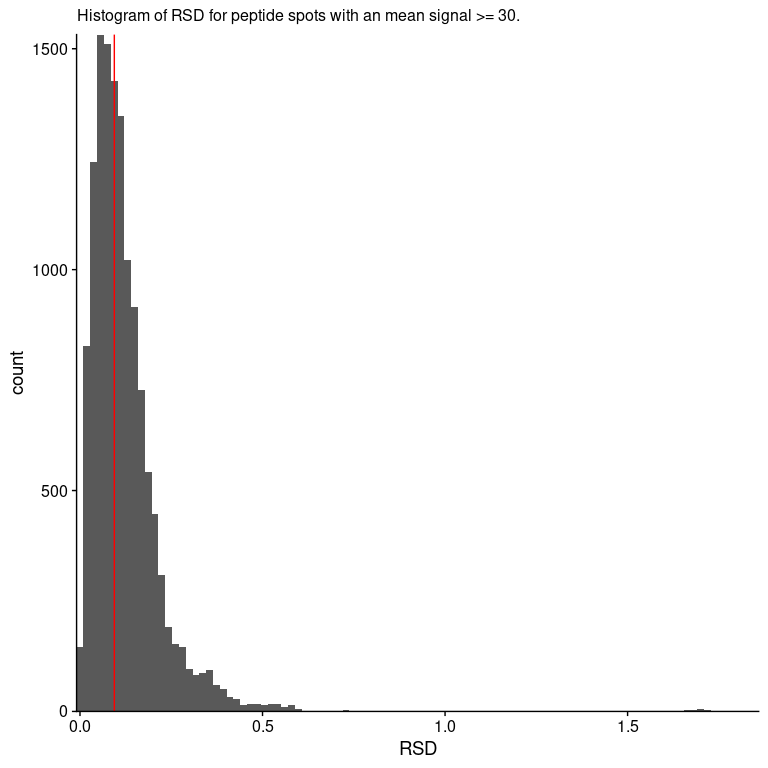 Histogram of RSD for peptide spots with an mean signal >= 30.
1500
1000
500
0
count
0.0 0.5 1.0 1.5
RSD